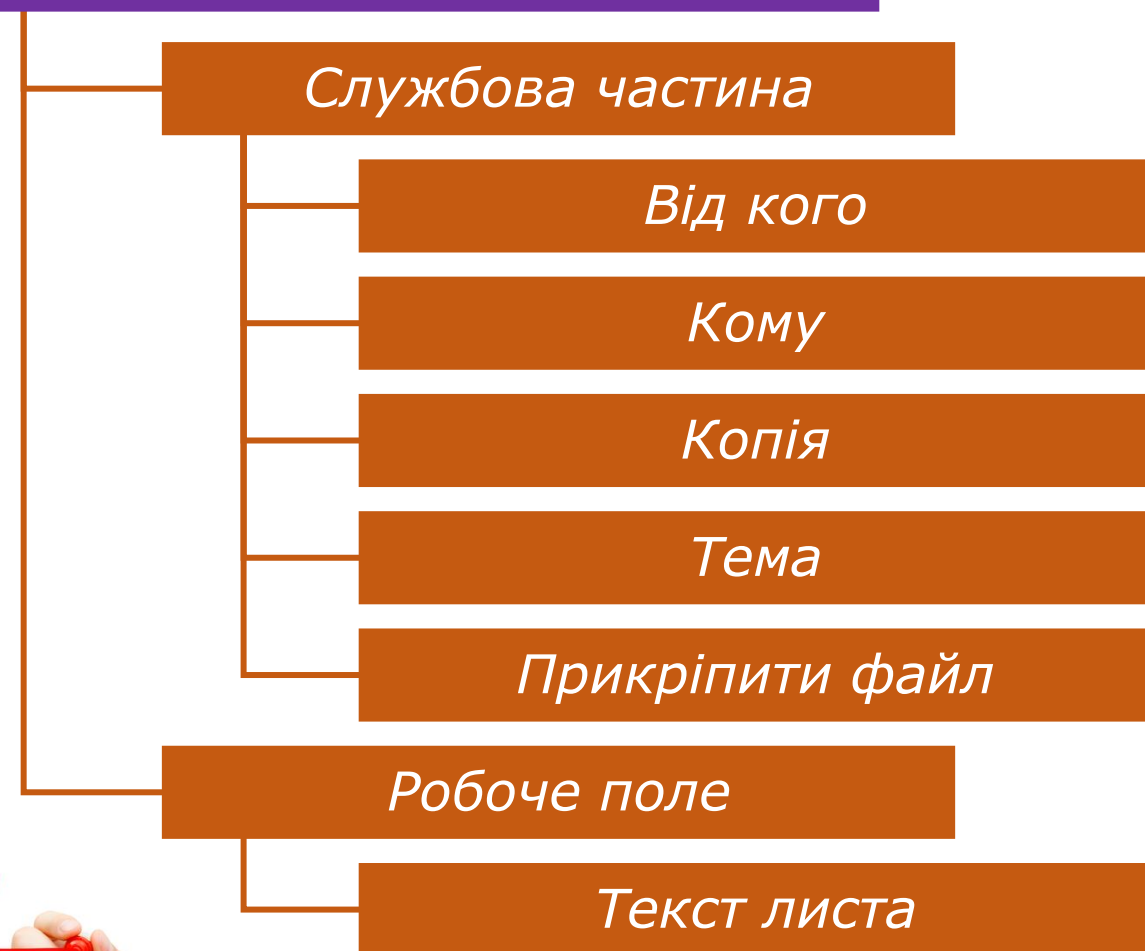 Службова частина
Від кого
Кому
Копія
Тема
Прикріпити файл
Робоче поле
Текст листа